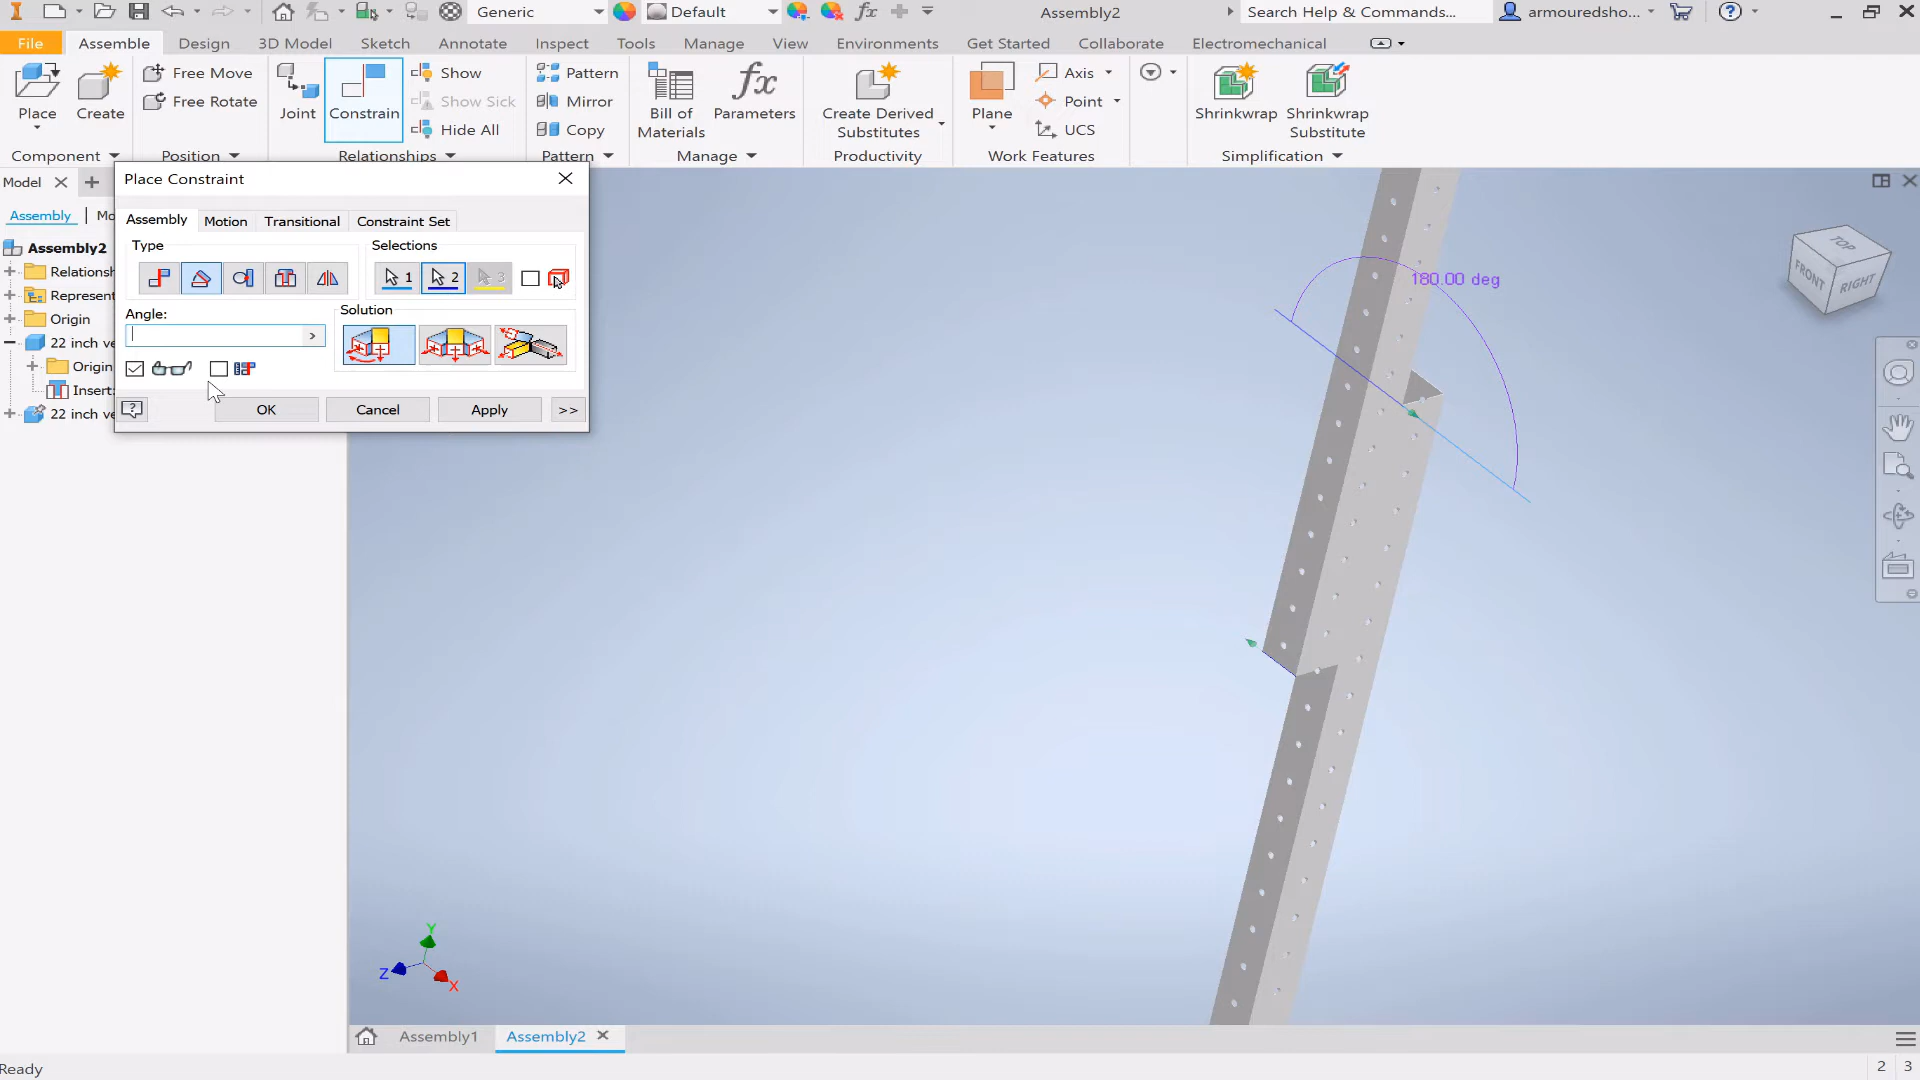 Generic
Default
Assembly2
Search Help & Commands...
armouredsho...
File
Assemble
Design
3D Model
Sketch
Annotate
Inspect
Tools
Manage
View
Environments
Get Started
Collaborate
Electromechanical
Place
Create
Free Move
Free Rotate
Joint
Constrain
Show
Show Sick
Hide All
Pattern
Mirror
Copy
Bill of
Materials
Parameters
Create Derived
Substitutes
Plane
Axis
Point
UCS
Shrinkwrap
Shrinkwrap
Substitute
Component
Position
Relationships
Pattern
Manage
Productivity
Work Features
Simplification
Model
Assembly
Mo
Assembly2
Relationsh
Represent
Origin
22 inch ve
Origin
Insert:
22 inch ve
Place Constraint
Assembly
Motion
Transitional
Constraint Set
Type
Selections
1
2
3
Angle:
Solution
OK
Cancel
Apply
>>
180.00 deg
TOP
FRONT
RIGHT
Y
Z
X
Assembly1
Assembly2
Ready
2
3